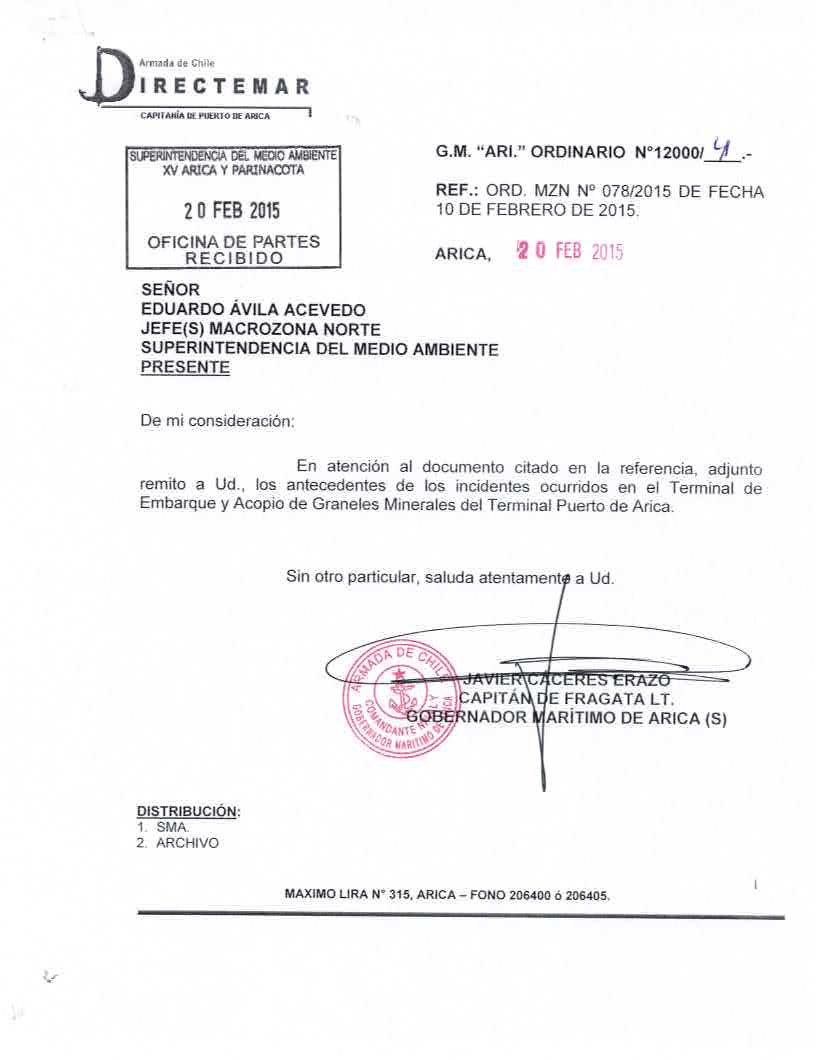 Armada de Chile
DIRECTEMAR
CAPITANÍA DE PUERTO DE ARICA
SUPERINTENDENCIA DEL MEDIO AMBIENTE
XV ARICA Y PARINACOTA
20 FEB 2015
OFICINA DE PARTES
RECIBIDO
G.M. “ARI.” ORDINARIO N°12000/ 4 .-
REF.: ORD. MZN Nº 078/2015 DE FECHA
10 DE FEBRERO DE 2015.
ARICA, 20 FEB 2015
SEÑOR
EDUARDO ÁVILA ACEVEDO
JEFE(S) MACROZONA NORTE
SUPERINTENDENCIA DEL MEDIO AMBIENTE
PRESENTE
De mi consideración:
En atención al documento citado en la referencia, adjunto
remito a Ud., los antecedentes de los incidentes ocurridos en el Terminal de
Embarque y Acopio de Graneles Minerales del Terminal Puerto de Arica.
Sin otro particular, saluda atentamente a Ud.
ARMADA DE CHILE
GOBERNADOR MARITIMO DE ARICA
COMANDANTE
JAVIER CÁCERES ERAZO
CAPITÁN DE FRAGATA LT.
GOBERNADOR MARÍTIMO DE ARICA (S)
DISTRIBUCIÓN:
1. SMA.
2. ARCHIVO
MAXIMO LIRA N° 315, ARICA – FONO 206400 ó 206405.